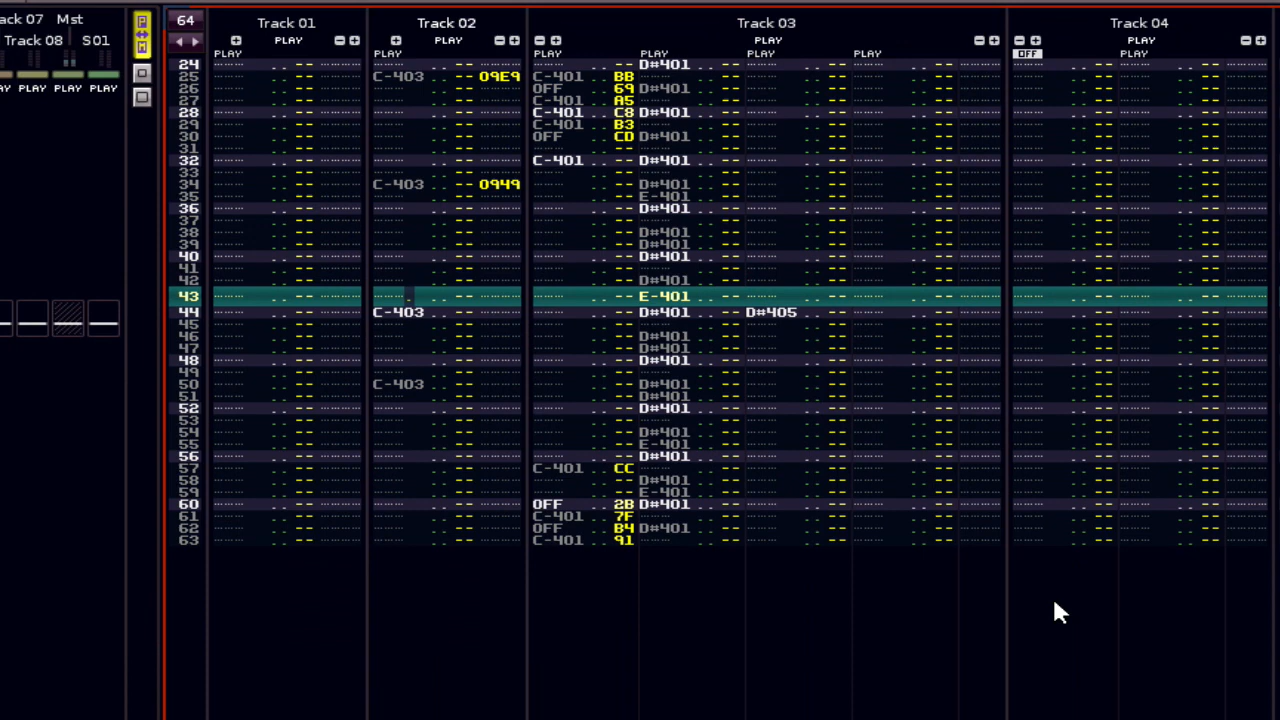 ack 07 Mst
Track 08 S01
AY PLAY PLAY PLAY
P
W
64 Track 01 Track 02 Track 03 Track 04
PLAY PLAY PLAY
PLAY PLAY PLAY PLAY PLAY PLAY OFF PLAY
24 D#401
25 C-403 09E9 C-401 BB
26 OFF 69 D#401
27 C-401 A5
28 C-401 C8 D#401
29 C-401 B3
30 OFF CD D#401
31
32 C-401 D#401
33
34 C-403 0949 D#401
35 E-401
36 D#401
37
38 D#401
39 D#401
40 D#401
41
42 D#401
43 E-401
44 C-403 D#401 D#405
45
46 D#401
47 D#401
48 D#401
49
50 C-403 D#401
51 D#401
52 D#401
53
54 D#401
55 E-401
56 D#401
57 C-401 CC
58 D#401
59 E-401
60 OFF 2B D#401
61 C-401 7F
62 OFF B4 D#401
63 C-401 91